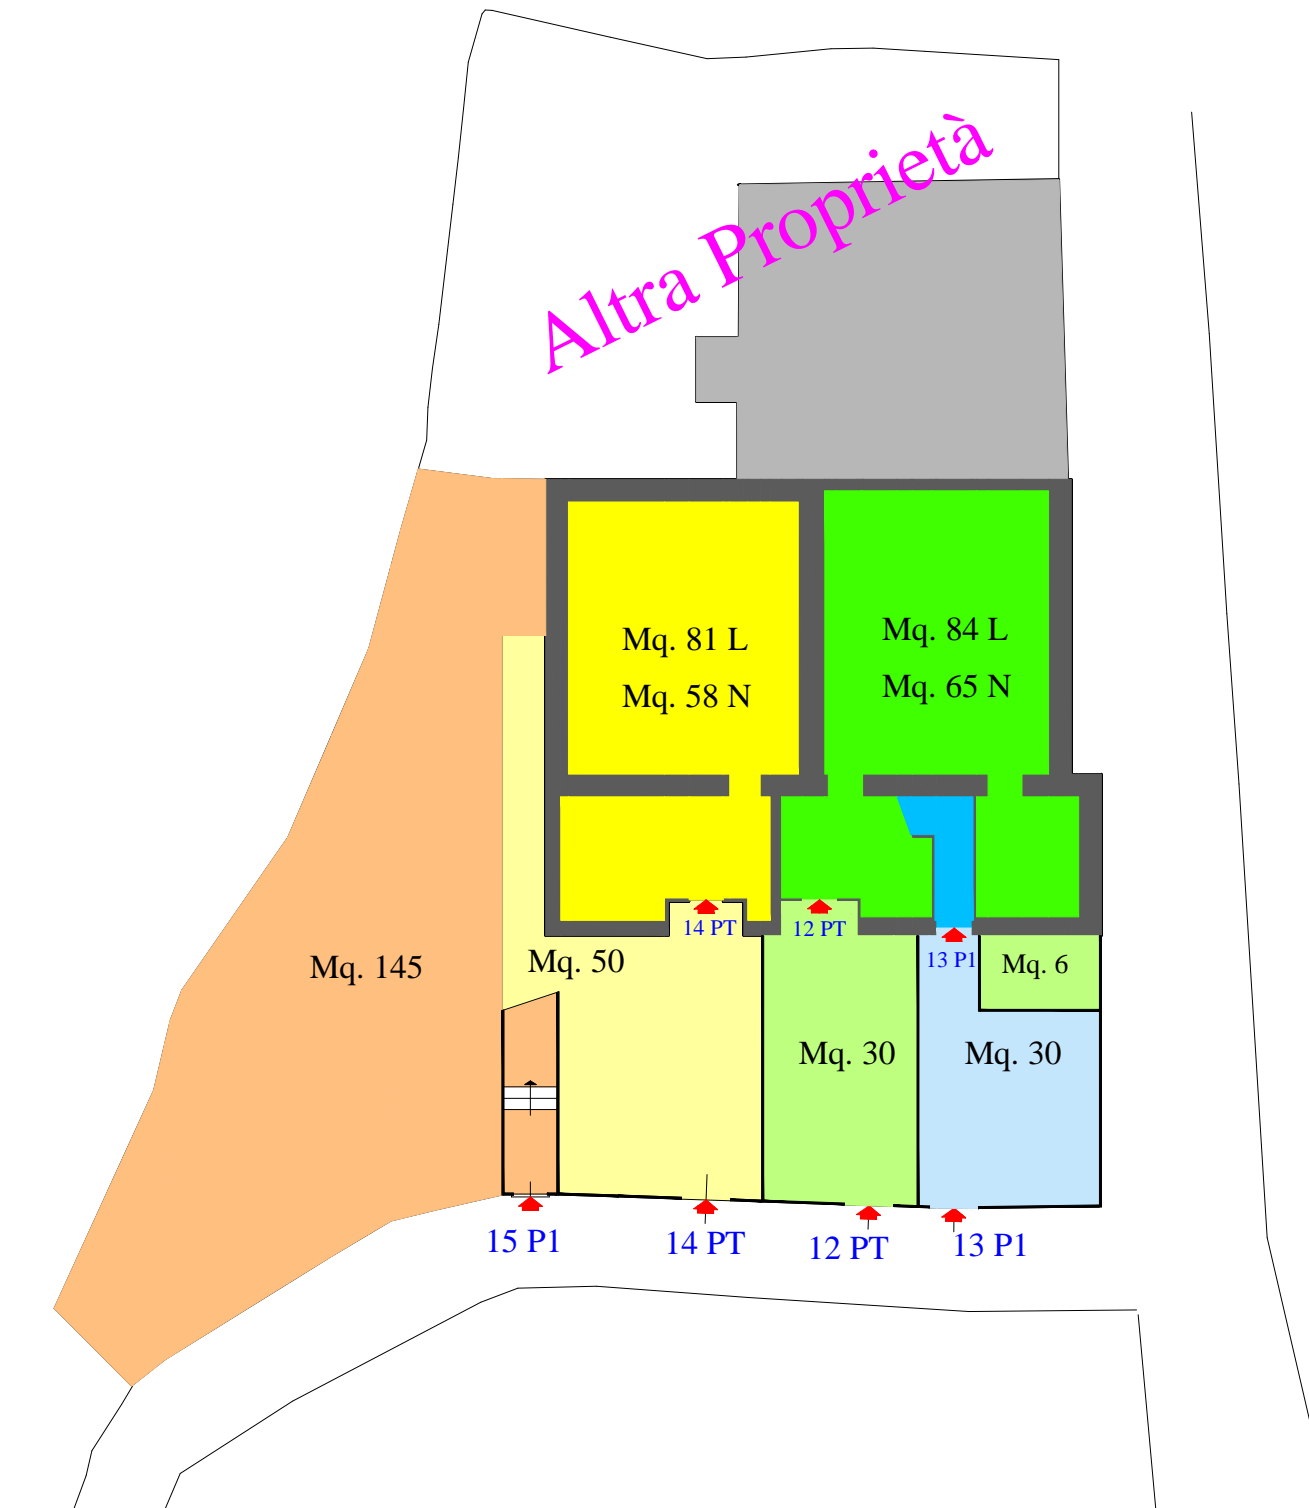 Altra Proprietà
Mq. 81 L
Mq. 58 N
Mq. 84 L
Mq. 65 N
14 PT
12 PT
13 P1
Mq. 145
Mq. 50
Mq. 6
Mq. 30
Mq. 30
15 P1
14 PT
12 PT
13 P1